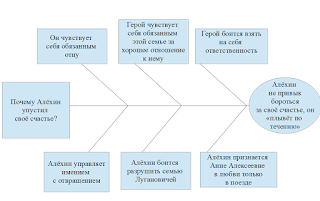 Он чувствует
себя обязанным
отцу
Герой чувствует
себя обязанным
этой семье за
хорошее отношение
к нему
Герой боится взять
на себя
ответственность
Почему Алёхин
упустил
своё счастье?
Алёхин
не привык
бороться
за своё счастье, он
«плывёт по
течению»
Алёхин управляет
имением
с отвращением
Алёхин боится
разрушить семью
Лугановичей
Алёхин признается
Анне Алексеевне
в любви только
в поезде